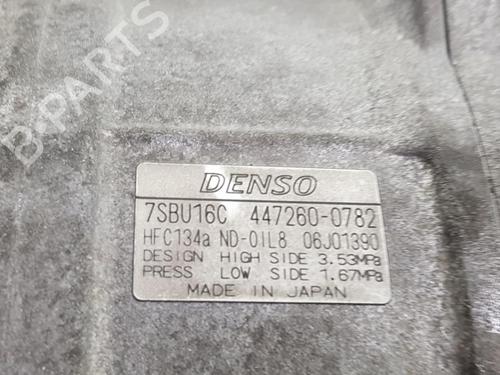 B-PARTS
DENSO
7SBU16C 447260-0782
HFC134a ND-OIL8 06J01390
DESIGN HIGH SIDE 3.53MPa
PRESS LOW SIDE 1.67MPa
MADE IN JAPAN